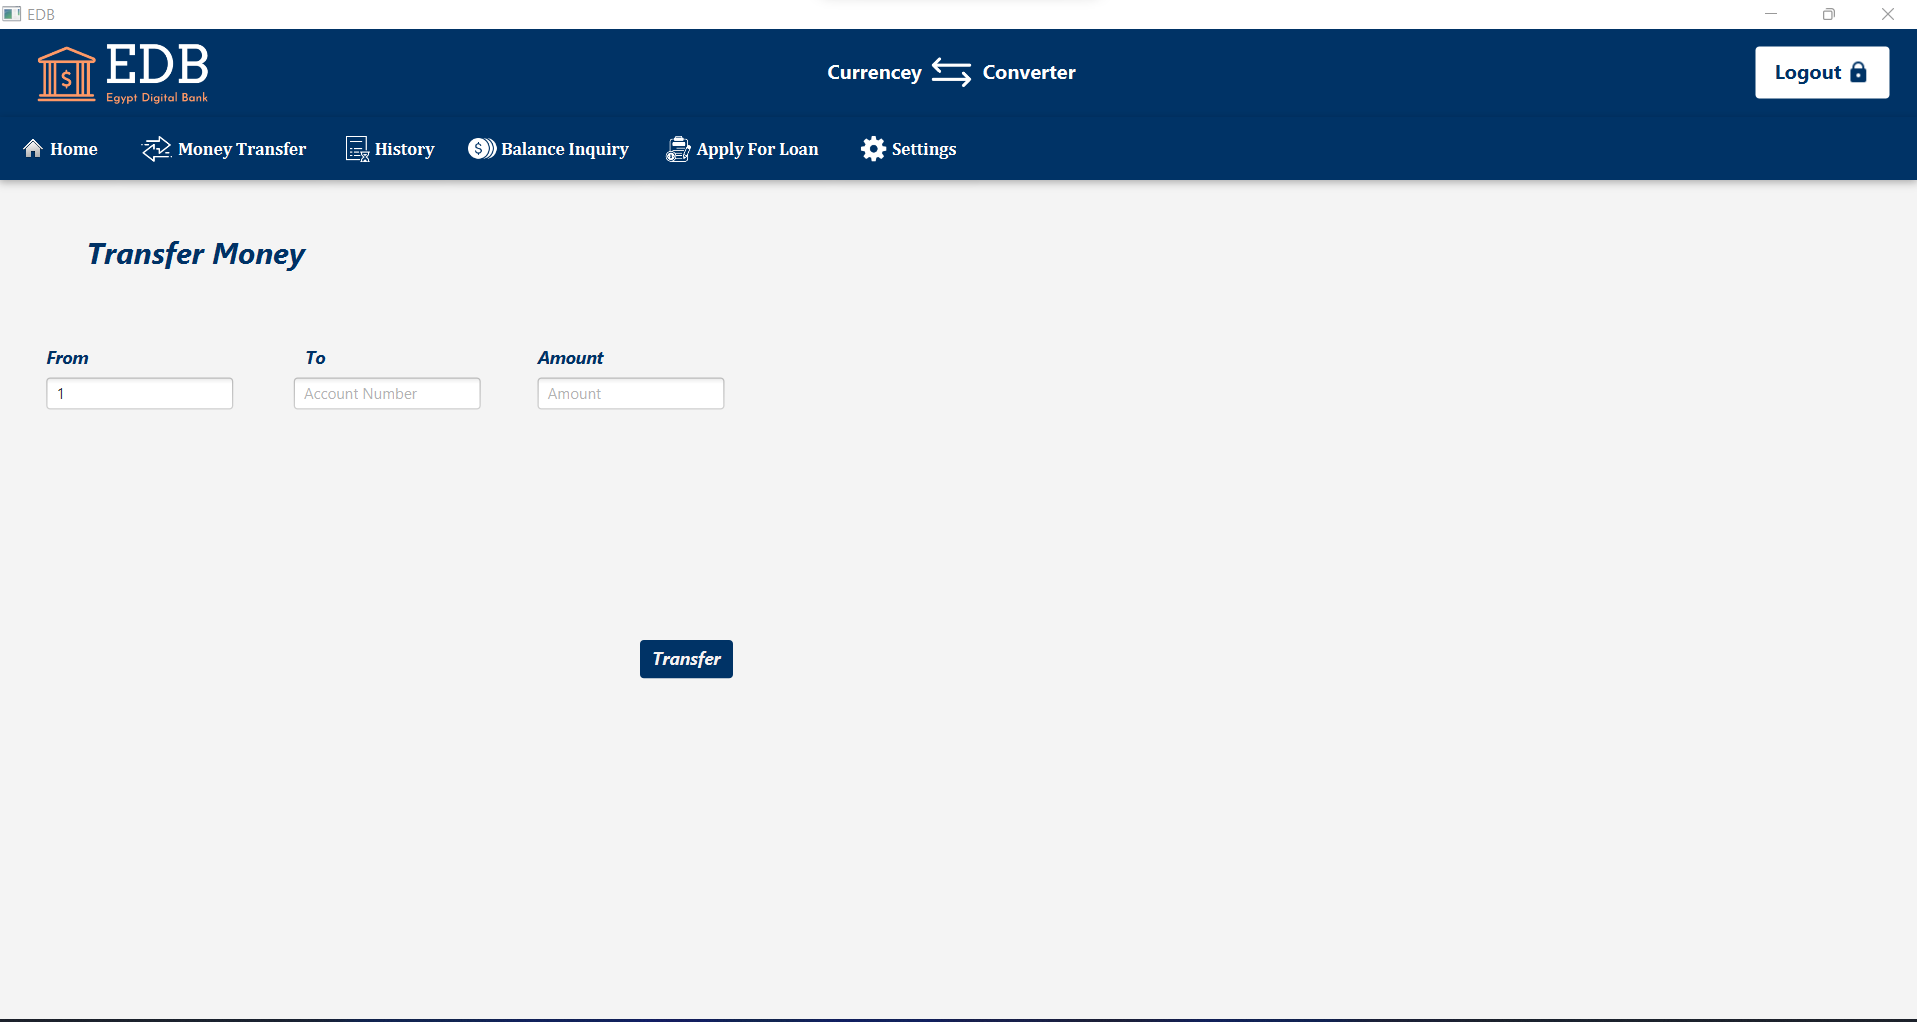 EDB
EDB
Egypt Digital Bank
Currencey Converter
Logout
Home Money Transfer History Balance Inquiry Apply For Loan Settings
Transfer Money
From To Amount
1 Account Number Amount
Transfer